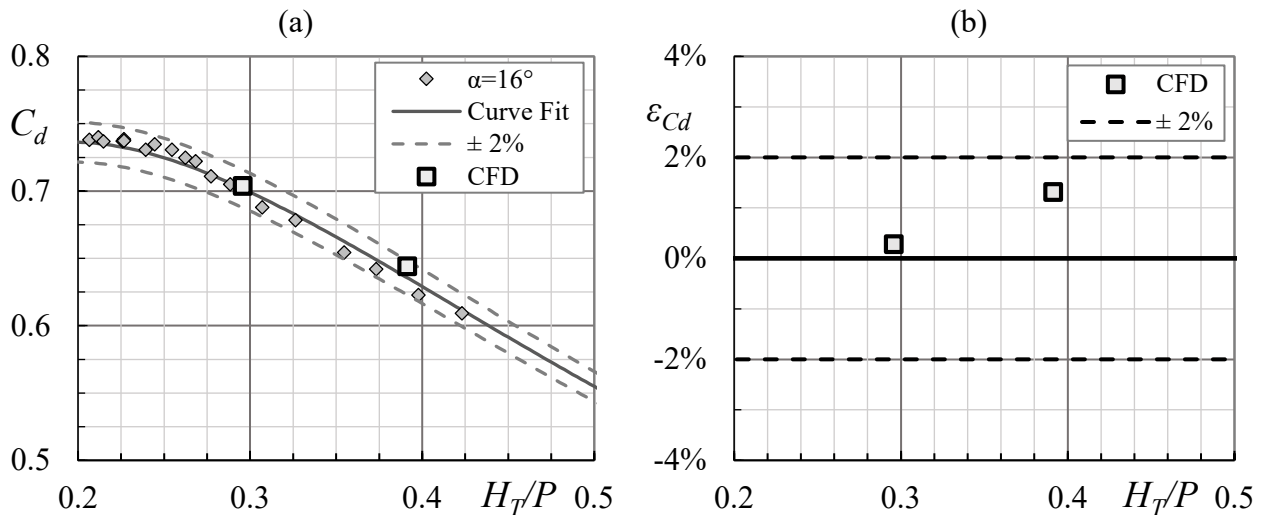 (a)
0.8
0.7
0.6
0.5
C_d
α=16°
Curve Fit
± 2%
CFD
0.2
0.3
0.4
H_T/P
0.5
(b)
4%
2%
0%
-2%
-4%
ε_Cd
CFD
± 2%
0.2
0.3
0.4
H_T/P
0.5